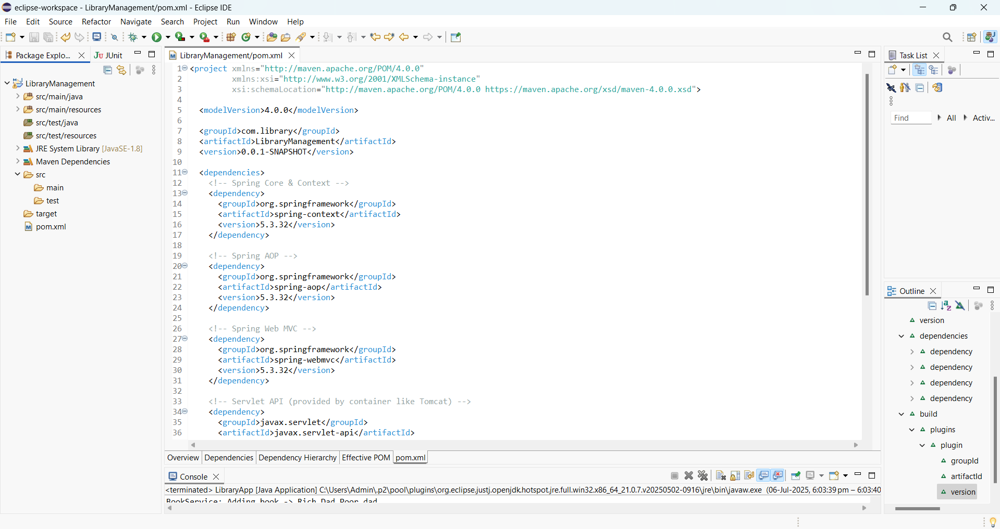 eclipse-workspace - LibraryManagement/pom.xml - Eclipse IDE
File Edit Source Refactor Navigate Search Project Run Window Help
Package Explo... JUnit
LibraryManagement
src/main/java
src/main/resources
src/test/java
src/test/resources
JRE System Library [JavaSE-1.8]
Maven Dependencies
src
main
test
target
pom.xml
LibraryManagement/pom.xml
1 <project xmlns="http://maven.apache.org/POM/4.0.0"
2 xmlns:xsi="http://www.w3.org/2001/XMLSchema-instance"
3 xsi:schemaLocation="http://maven.apache.org/POM/4.0.0 https://maven.apache.org/xsd/maven-4.0.0.xsd">
4
5 <modelVersion>4.0.0</modelVersion>
6
7 <groupId>com.library</groupId>
8 <artifactId>LibraryManagement</artifactId>
9 <version>0.0.1-SNAPSHOT</version>
10
11 <dependencies>
12 <!-- Spring Core & Context -->
13 <dependency>
14 <groupId>org.springframework</groupId>
15 <artifactId>spring-context</artifactId>
16 <version>5.3.32</version>
17 </dependency>
18
19 <!-- Spring AOP -->
20 <dependency>
21 <groupId>org.springframework</groupId>
22 <artifactId>spring-aop</artifactId>
23 <version>5.3.32</version>
24 </dependency>
25
26 <!-- Spring Web MVC -->
27 <dependency>
28 <groupId>org.springframework</groupId>
29 <artifactId>spring-webmvc</artifactId>
30 <version>5.3.32</version>
31 </dependency>
32
33 <!-- Servlet API (provided by container like Tomcat) -->
34 <dependency>
35 <groupId>javax.servlet</groupId>
36 <artifactId>javax.servlet-api</artifactId>
Overview Dependencies Dependency Hierarchy Effective POM pom.xml
Console
<terminated> LibraryApp [Java Application] C:\Users\Admin\.p2\pool\plugins\org.eclipse.justj.openjdk.hotspot.jre.full.win32.x86_64_21.0.7.v20250502-0916\jre\bin\javaw.exe (06-Jul-2025, 6:03:39 pm – 6:03:40
BookService: Adding book -> Rich Dad Poor dad
Task List
Find All Activ...
Outline
version
dependencies
dependency
dependency
dependency
dependency
build
plugins
plugin
groupId
artifactId
version